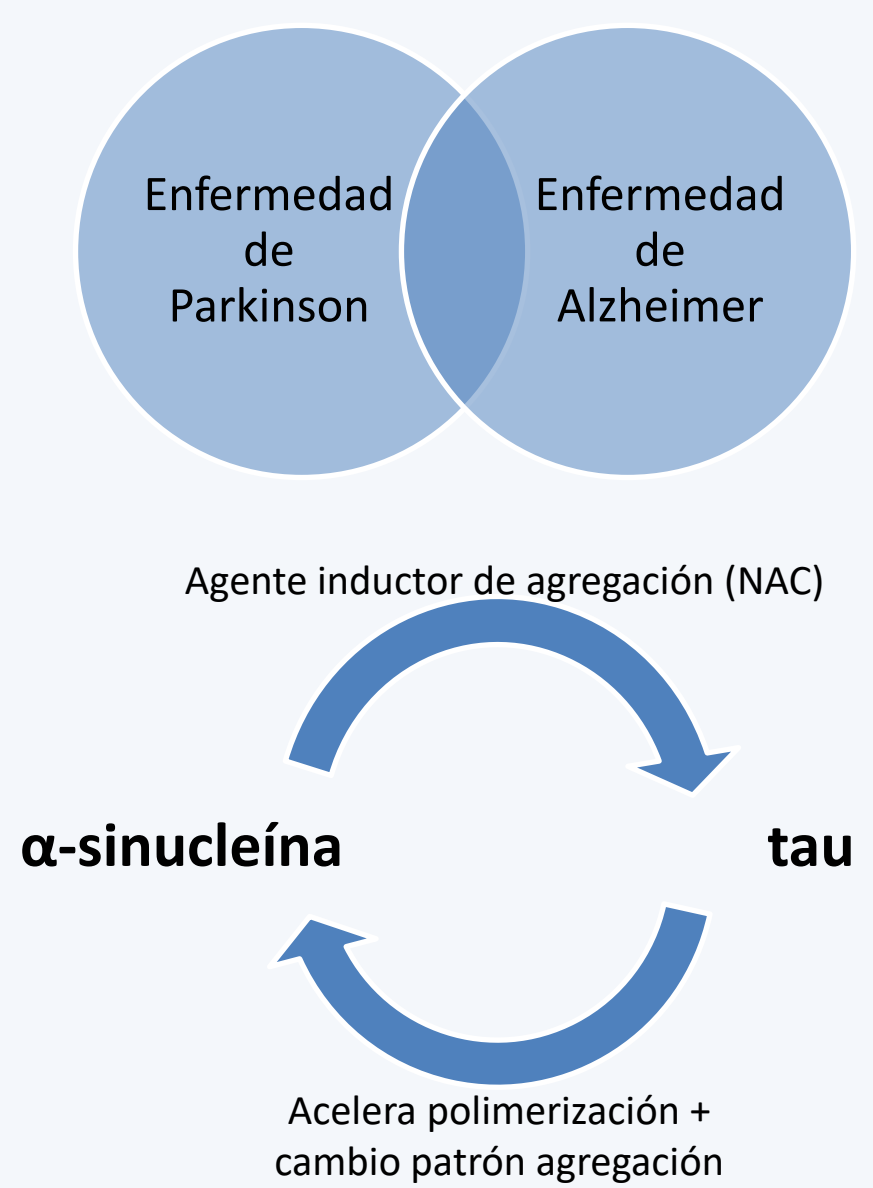 Enfermedad
de
Parkinson
Enfermedad
de
Alzheimer
Agente inductor de agregación (NAC)
α-sinucleína
tau
Acelera polimerización +
cambio patrón agregación